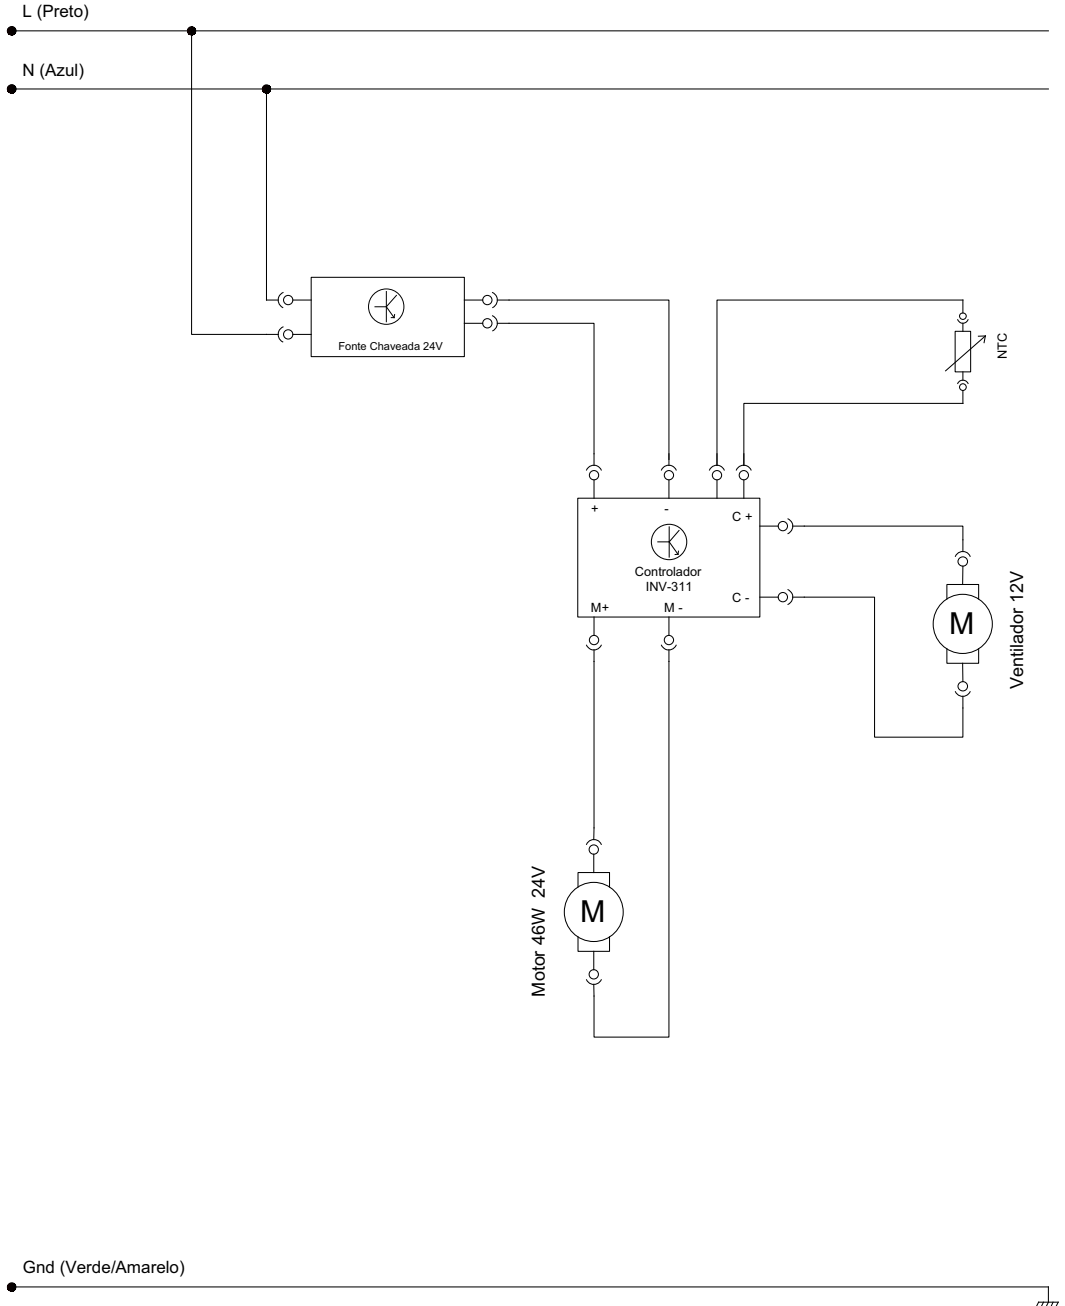 L (Preto)
N (Azul)
Fonte Chaveada 24V
NTC
+
-
C +
Controlador
INV-311
C -
M+
M -
M
Ventilador 12V
M
Motor 46W 24V
Gnd (Verde/Amarelo)